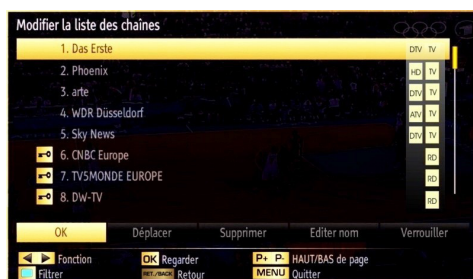 Modifier la liste des chaînes
1. Das Erste DTV TV
2. Phoenix HD TV
3. arte DTV TV
4. WDR Düsseldorf ATV TV
5. Sky News DTV TV
6. CNBC Europe RD
7. TV5MONDE EUROPE RD
8. DW-TV RD
OK Déplacer Supprimer Editer nom Verrouiller
Fonction OK Regarder P+ P- HAUT/BAS de page
Filtrer RET./BACK Retour MENU Quitter